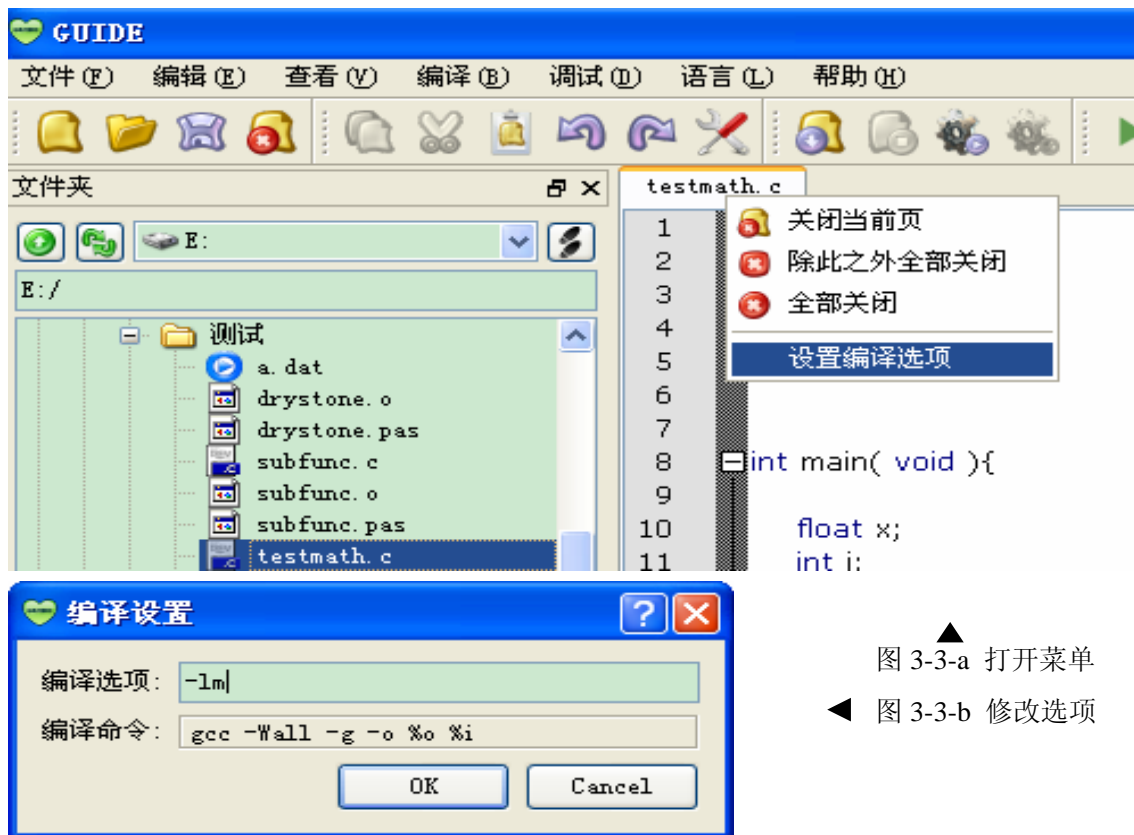 GUIDE
文件(F) 编辑(E) 查看(V) 编译(B) 调试(D) 语言(L) 帮助(H)
文件夹
E:
E:/
测试
a.dat
drystone.o
drystone.pas
subfunc.c
subfunc.o
subfunc.pas
testmath.c
testmath.c
关闭当前页
除此之外全部关闭
全部关闭
设置编译选项
1
2
3
4
5
6
7
8 int main( void ){
9
10 float x;
11 int i;
编译设置
编译选项: -lm
编译命令: gcc -Wall -g -o %o %i
OK Cancel
图 3-3-a 打开菜单
图 3-3-b 修改选项